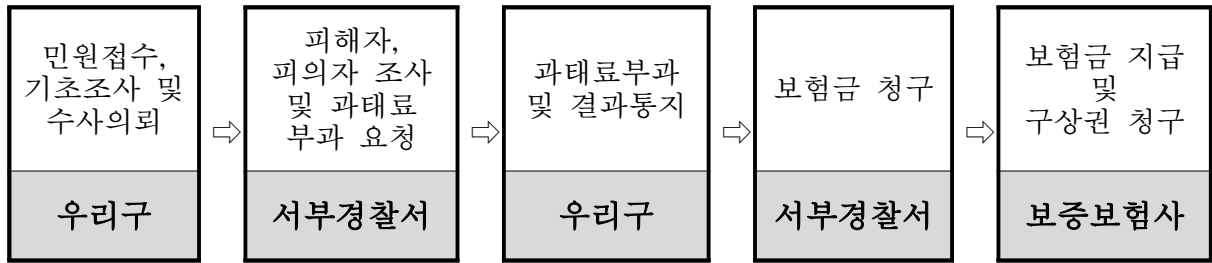 민원접수,
기초조사 및
수사의뢰
우리구
⇨
피해자,
피의자 조사
및 과태료
부과 요청
서부경찰서
⇨
과태료부과
및 결과통지
우리구
⇨
보험금 청구
서부경찰서
⇨
보험금 지급
및
구상권 청구
보증보험사